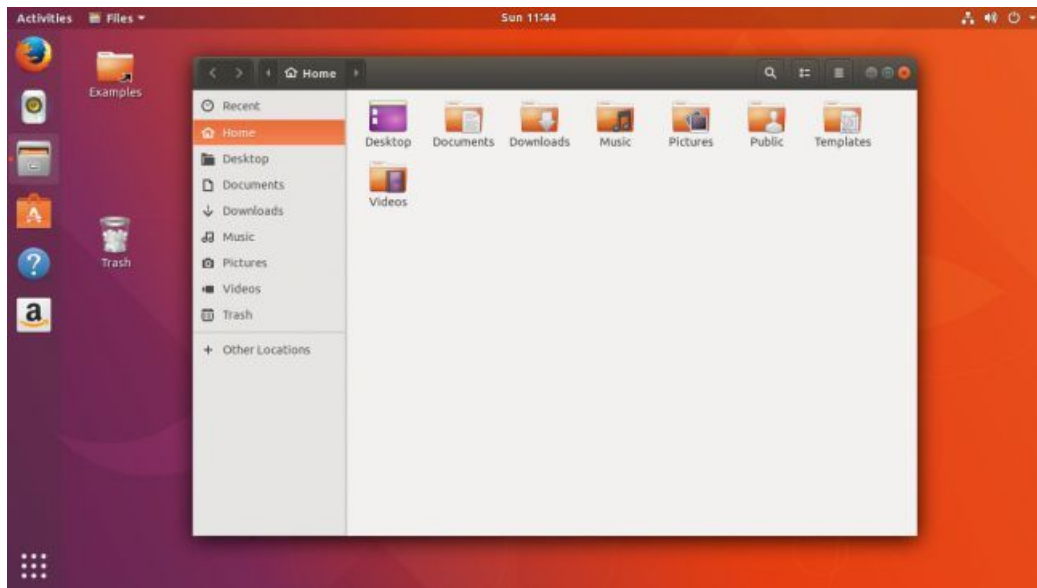 Activities Files Sun 11:44
Examples
Trash
Home
Recent
Home
Desktop
Documents
Downloads
Music
Pictures
Videos
Trash
Other Locations
Desktop Documents Downloads Music Pictures Public Templates
Videos